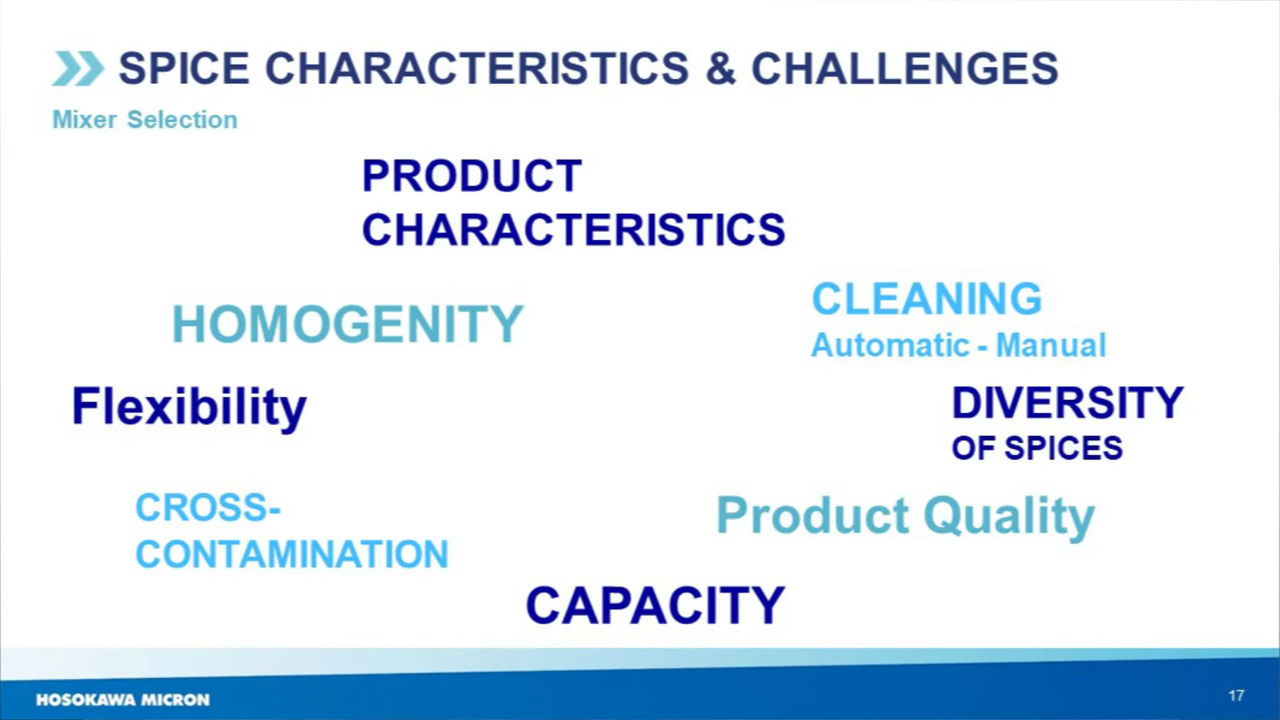 SPICE CHARACTERISTICS & CHALLENGES
Mixer Selection
PRODUCT
CHARACTERISTICS
HOMOGENITY
CLEANING
Automatic - Manual
Flexibility
DIVERSITY
OF SPICES
CROSS-
CONTAMINATION
Product Quality
CAPACITY
HOSOKAWA MICRON
17